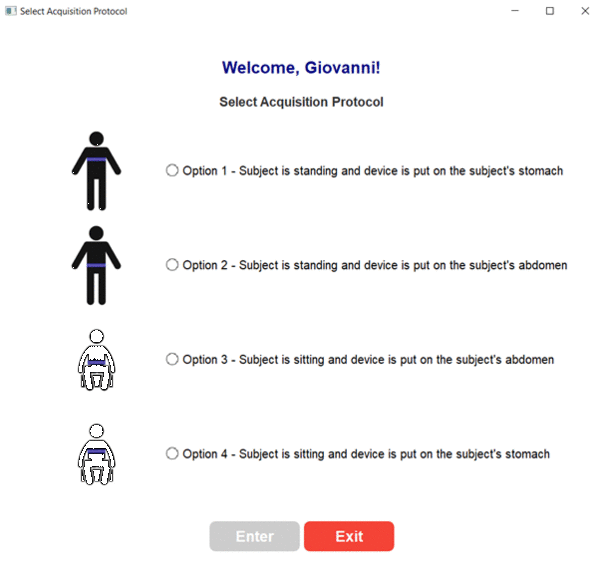 Select Acquisition Protocol
Welcome, Giovanni!
Select Acquisition Protocol
Option 1 - Subject is standing and device is put on the subject's stomach
Option 2 - Subject is standing and device is put on the subject's abdomen
Option 3 - Subject is sitting and device is put on the subject's abdomen
Option 4 - Subject is sitting and device is put on the subject's stomach
Enter
Exit